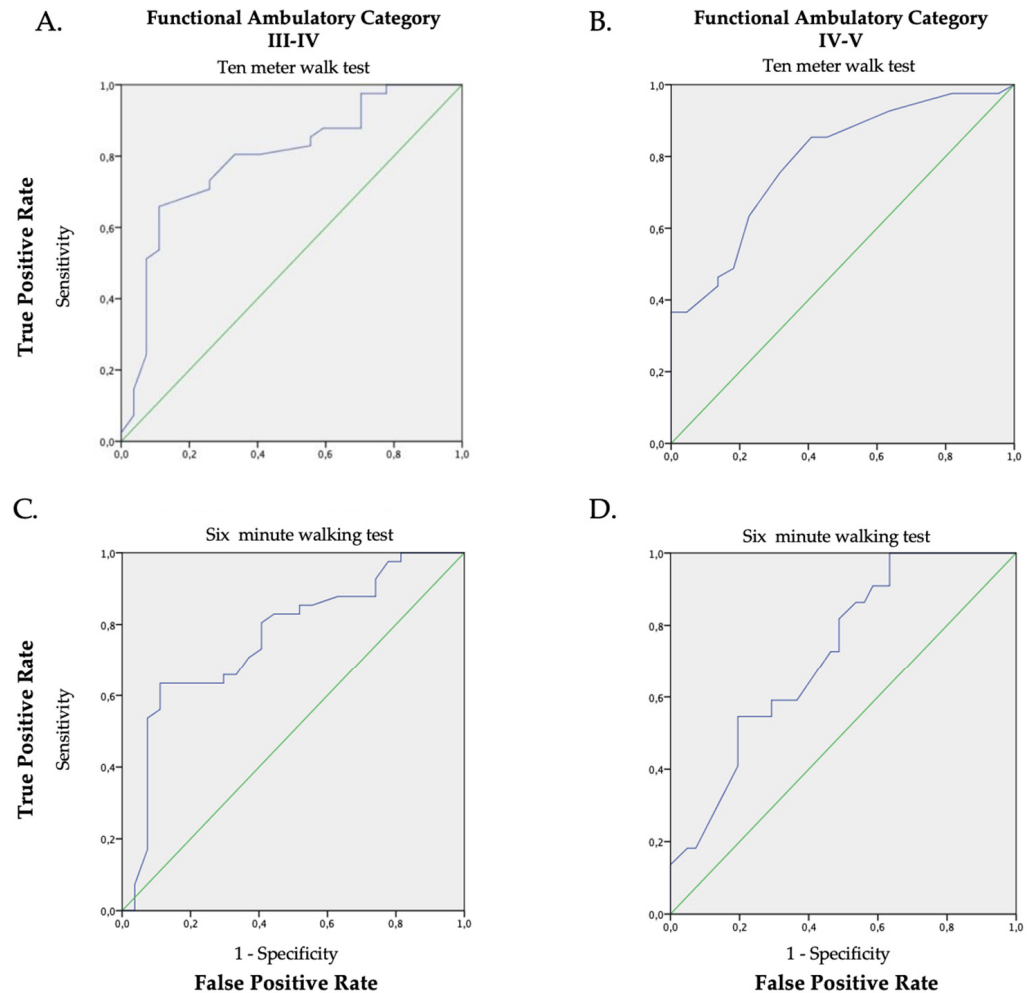 A.
Functional Ambulatory Category
III-IV
Ten meter walk test
True Positive Rate
Sensitivity
1,0
0,8
0,6
0,4
0,2
0,0
0,0 0,2 0,4 0,6 0,8 1,0
B.
Functional Ambulatory Category
IV-V
Ten meter walk test
1,0
0,8
0,6
0,4
0,2
0,0
0,0 0,2 0,4 0,6 0,8 1,0
C.
Six minute walking test
True Positive Rate
Sensitivity
1,0
0,8
0,6
0,4
0,2
0,0
0,0 0,2 0,4 0,6 0,8 1,0
1 - Specificity
False Positive Rate
D.
Six minute walking test
1,0
0,8
0,6
0,4
0,2
0,0
0,0 0,2 0,4 0,6 0,8 1,0
1 - Specificity
False Positive Rate